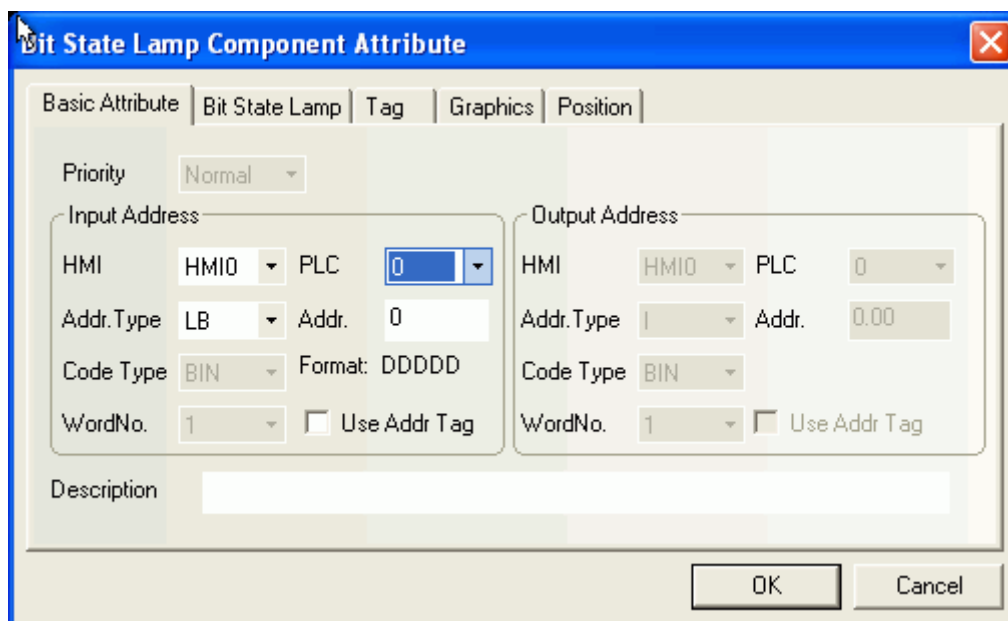 Bit State Lamp Component Attribute
Basic Attribute Bit State Lamp Tag Graphics Position
Priority Normal
Input Address
HMI HMI0 PLC 0
Addr.Type LB Addr. 0
Code Type BIN Format: DDDDD
WordNo. 1 Use Addr Tag
Output Address
HMI HMI0 PLC 0
Addr.Type I Addr. 0.00
Code Type BIN
WordNo. 1 Use Addr Tag
Description
OK Cancel